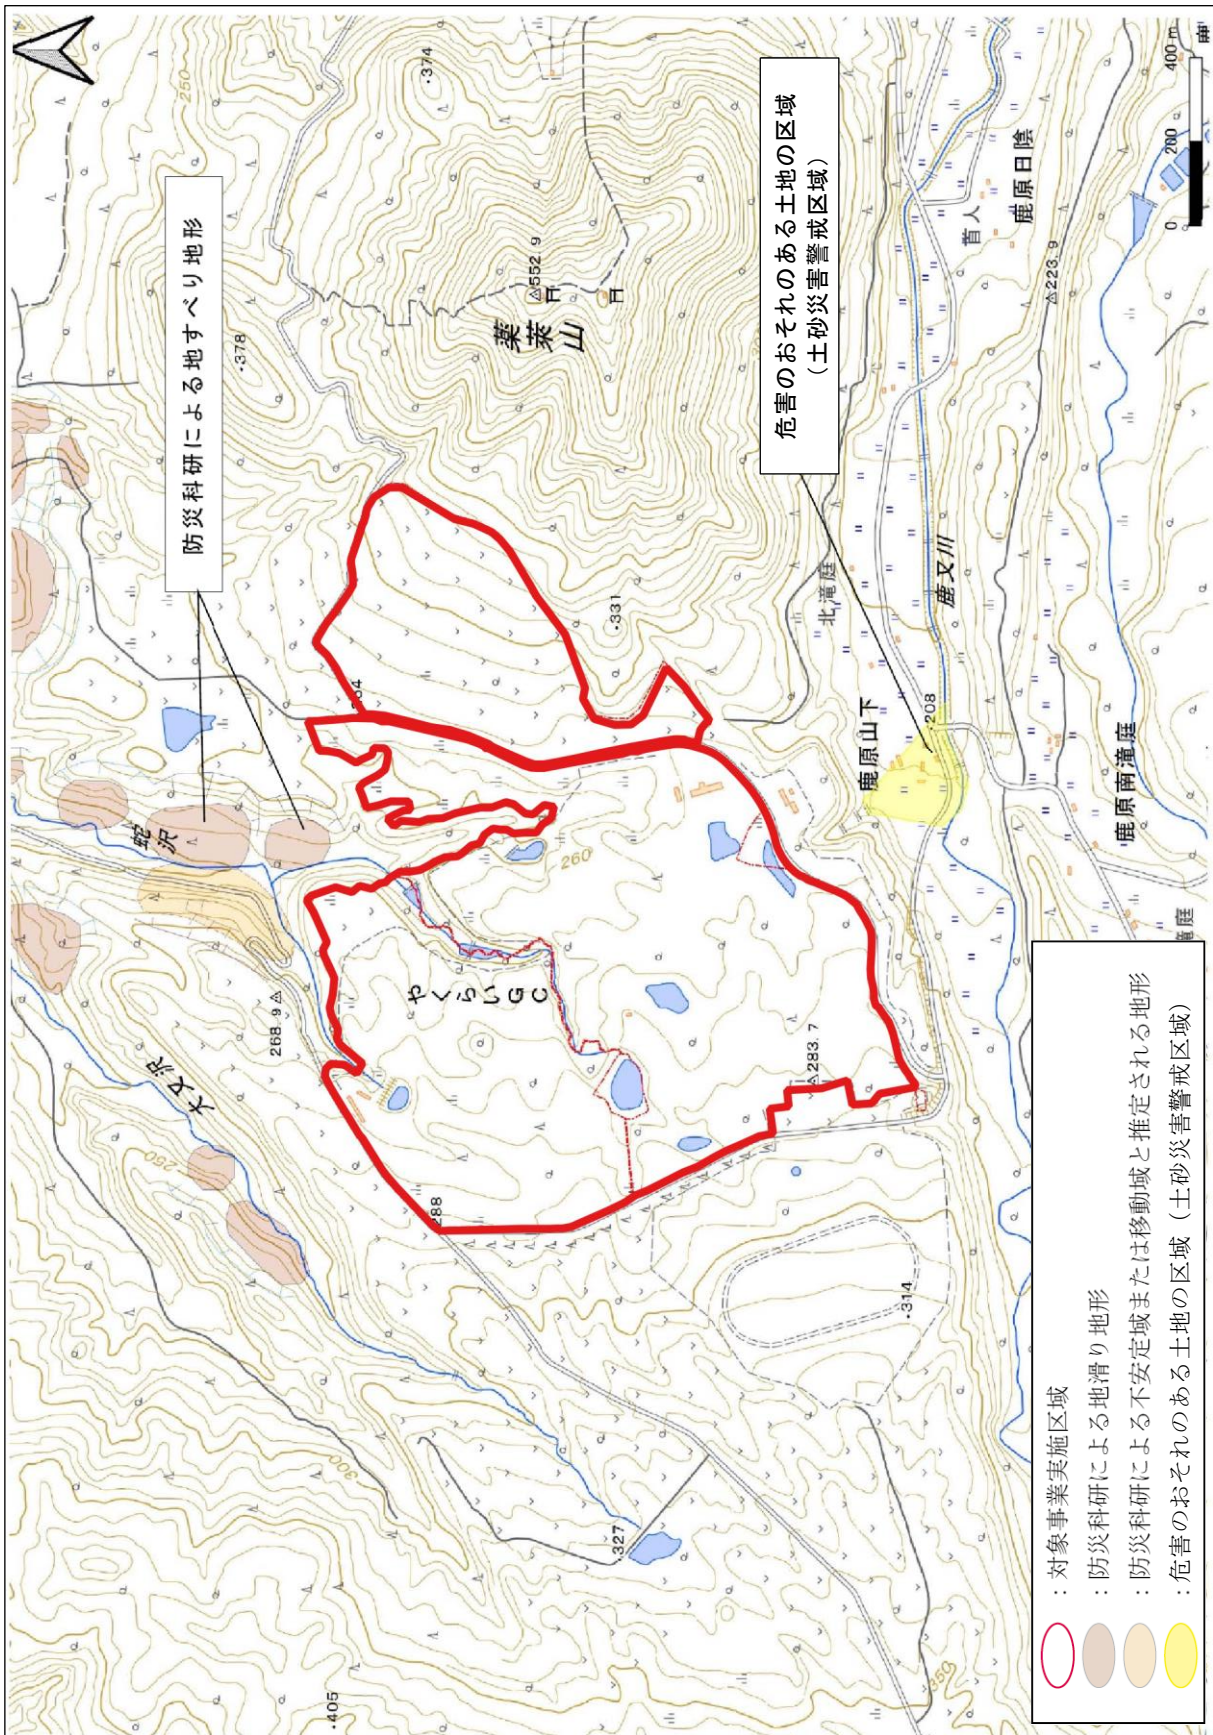 防災科研による地すべり地形
危害のおそれのある土地の区域
(土砂災害警戒区域)
250
・374
・378
△552.9
薬
莱
山
・331
260
蛇沢
大又沢
250
268.9△
や
く
ら
い
G
C
288
△283.7
・314
300
・327
・405
350
北滝庭
鹿又川
鹿原山下
・208
鹿原南滝庭
滝庭
首人
鹿原日陰
△223.9
0
200
400m
:対象事業実施区域
:防災科研による地滑り地形
:防災科研による不安定域または移動域と推定される地形
:危害のおそれのある土地の区域(土砂災害警戒区域)